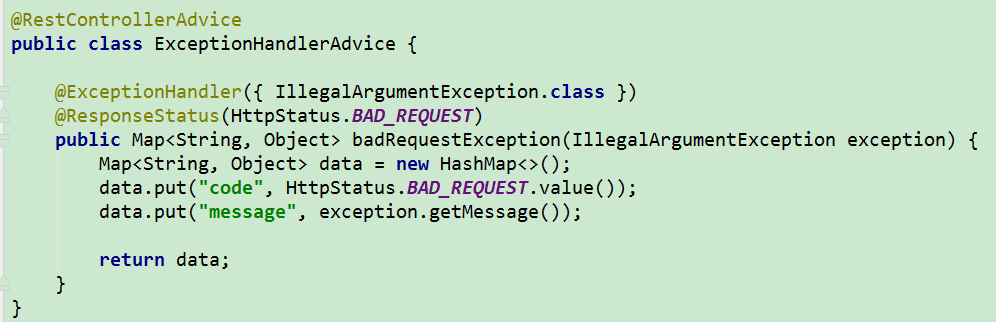 @RestControllerAdvice
public class ExceptionHandlerAdvice {
@ExceptionHandler({ IllegalArgumentException.class })
@ResponseStatus(HttpStatus.BAD_REQUEST)
public Map<String, Object> badRequestException(IllegalArgumentException exception) {
Map<String, Object> data = new HashMap<>();
data.put("code", HttpStatus.BAD_REQUEST.value());
data.put("message", exception.getMessage());
return data;
}
}